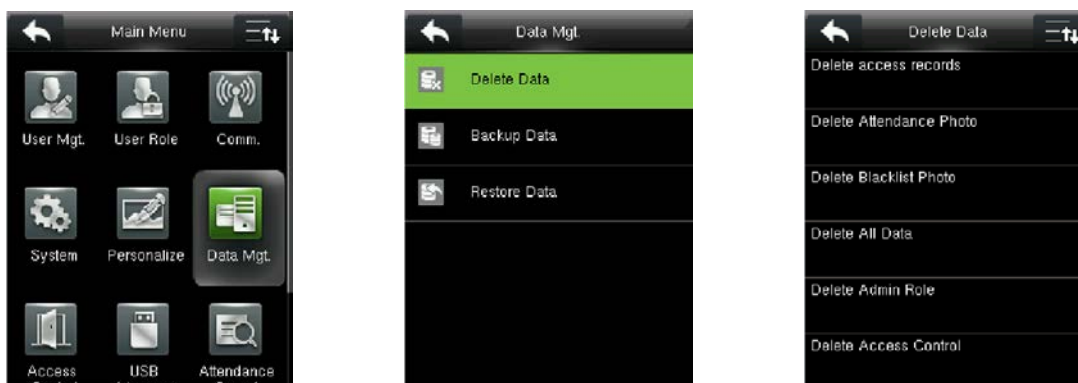 Main Menu
User Mgt.
User Role
Comm.
System
Personalize
Data Mgt.
Access
USB
Attendance
Data Mgt.
Delete Data
Backup Data
Restore Data
Delete Data
Delete access records
Delete Attendance Photo
Delete Blacklist Photo
Delete All Data
Delete Admin Role
Delete Access Control